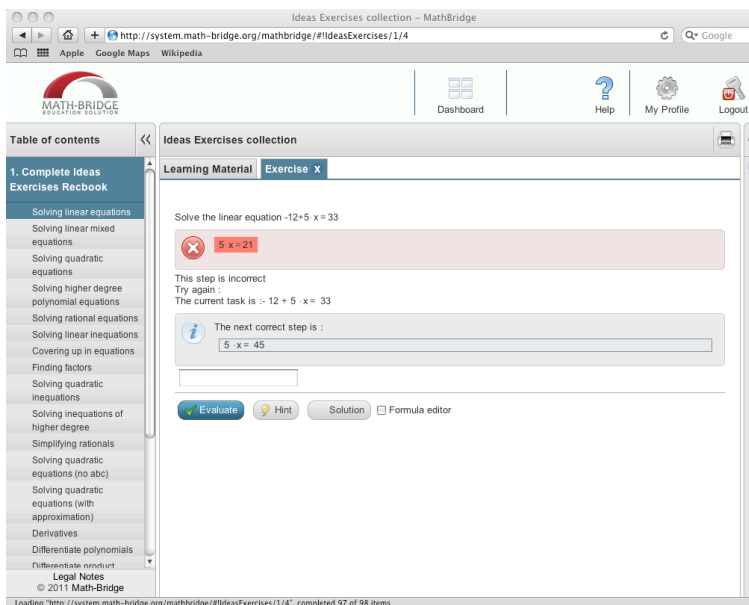 Ideas Exercises collection – MathBridge
http://system.math-bridge.org/mathbridge/#!IdeasExercises/1/4
Google
Apple Google Maps Wikipedia
MATH-BRIDGE
EDUCATION SOLUTION
Dashboard
Help
My Profile
Logout
Table of contents
Ideas Exercises collection
1. Complete Ideas
Exercises Recbook
Learning Material
Exercise x
Solving linear equations
Solving linear mixed
equations
Solving quadratic
equations
Solving higher degree
polynomial equations
Solving rational equations
Solving linear inequations
Covering up in equations
Finding factors
Solving quadratic
inequations
Solving inequations of
higher degree
Simplifying rationals
Solving quadratic
equations (no abc)
Solving quadratic
equations (with
approximation)
Derivatives
Differentiate polynomials
Differentiate product
Legal Notes
© 2011 Math-Bridge
Solve the linear equation -12+5·x=33
5·x=21
This step is incorrect
Try again :
The current task is :- 12 + 5 ·x = 33
The next correct step is :
5 ·x = 45
Evaluate
Hint
Solution
Formula editor
Loading "http://system.math-bridge.org/mathbridge/#!IdeasExercises/1/4", completed 97 of 98 items